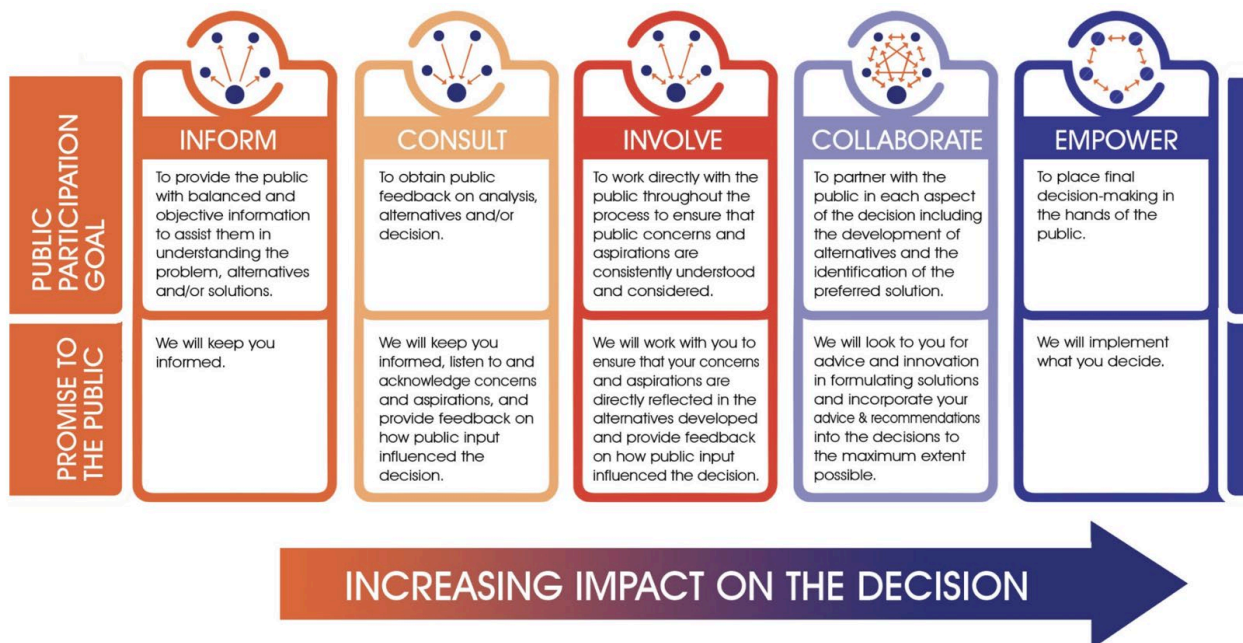 PUBLIC
PARTICIPATION
GOAL
INFORM
To provide the public
with balanced and
objective information
to assist them in
understanding the
problem, alternatives
and/or solutions.
CONSULT
To obtain public
feedback on analysis,
alternatives and/or
decision.
INVOLVE
To work directly with the
public throughout the
process to ensure that
public concerns and
aspirations are
consistently understood
and considered.
COLLABORATE
To partner with the
public in each aspect
of the decision including
the development of
alternatives and the
identification of the
preferred solution.
EMPOWER
To place final
decision-making in
the hands of the
public.
PROMISE TO
THE PUBLIC
We will keep you
informed.
We will keep you
informed, listen to and
acknowledge concerns
and aspirations, and
provide feedback on
how public input
influenced the
decision.
We will work with you to
ensure that your concerns
and aspirations are
directly reflected in the
alternatives developed
and provide feedback
on how public input
influenced the decision.
We will look to you for
advice and innovation
in formulating solutions
and incorporate your
advice & recommendations
into the decisions to
the maximum extent
possible.
We will implement
what you decide.
INCREASING IMPACT ON THE DECISION